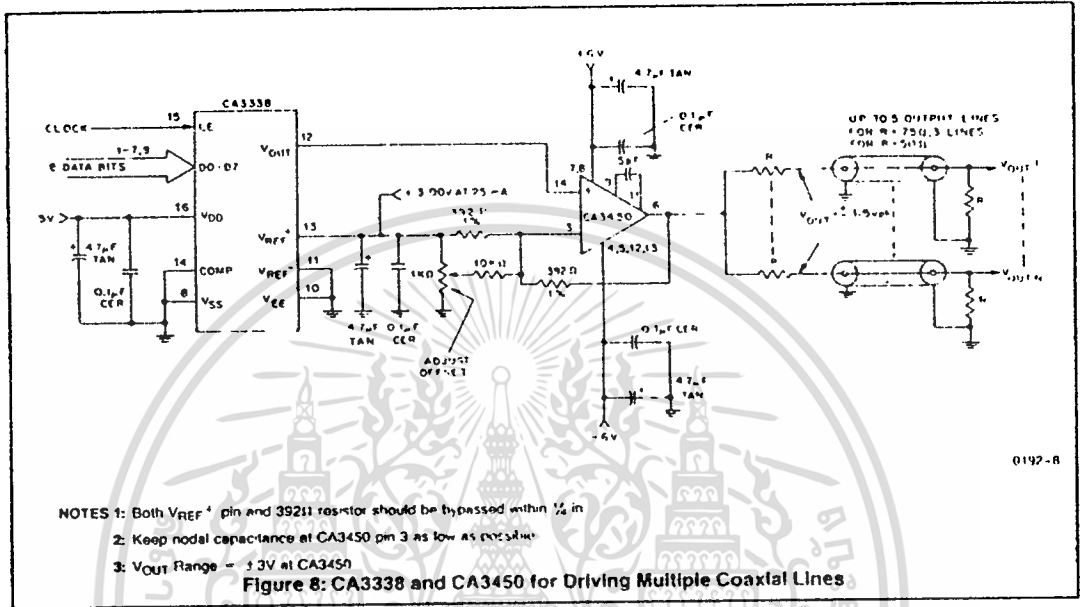 CA3338
CLOCK
15
LE
8 DATA BITS
1-7,9
D0-D7
5V
16
VDD
4.7µF TAN
0.1µF CER
14
COMP
8
VSS
12
VOUT
13
VREF+
11
VREF-
10
VEE
+3.00V AT 25 mA
392Ω 1%
4.7µF TAN
0.1µF CER
1KΩ
10KΩ
392Ω 1%
ADJUST OFFSET
+6V
4.7µF TAN
0.1µF CER
5pF
7,8
14
3
6
CA3450
4,5,12,13
0.1µF CER
4.7µF TAN
-6V
UP TO 5 OUTPUT LINES
FOR R=75Ω,3 LINES
FOR R=50Ω
R
R
R
R
VOUT 1
VOUT N
0192-8
NOTES 1: Both VREF+ pin and 392Ω resistor should be bypassed within ¼ in
2: Keep nodal capacitance at CA3450 pin 3 as low as possible
3: VOUT Range = ±3V at CA3450
Figure 8: CA3338 and CA3450 for Driving Multiple Coaxial Lines